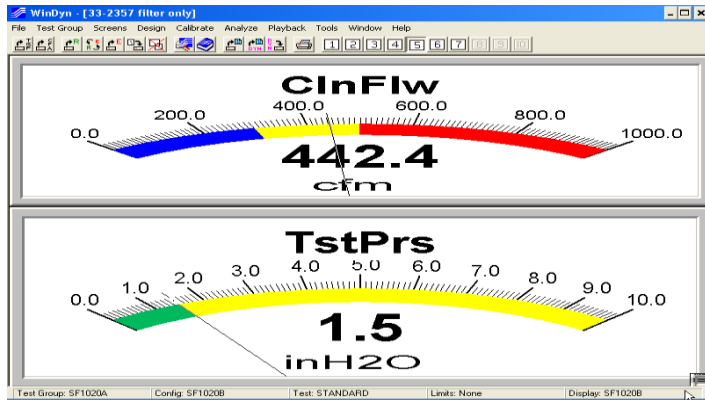 WinDyn - [33-2357 filter only]
File Test Group Screens Design Calibrate Analyze Playback Tools Window Help
1 2 3 4 5 6 7 8 9 10
ClnFlw
0.0 200.0 400.0 600.0 800.0 1000.0
442.4
cfm
TstPrs
0.0 1.0 2.0 3.0 4.0 5.0 6.0 7.0 8.0 9.0 10.0
1.5
inH2O
Test Group: SF1020A Config: SF1020B Test: STANDARD Limits: None Display: SF1020B